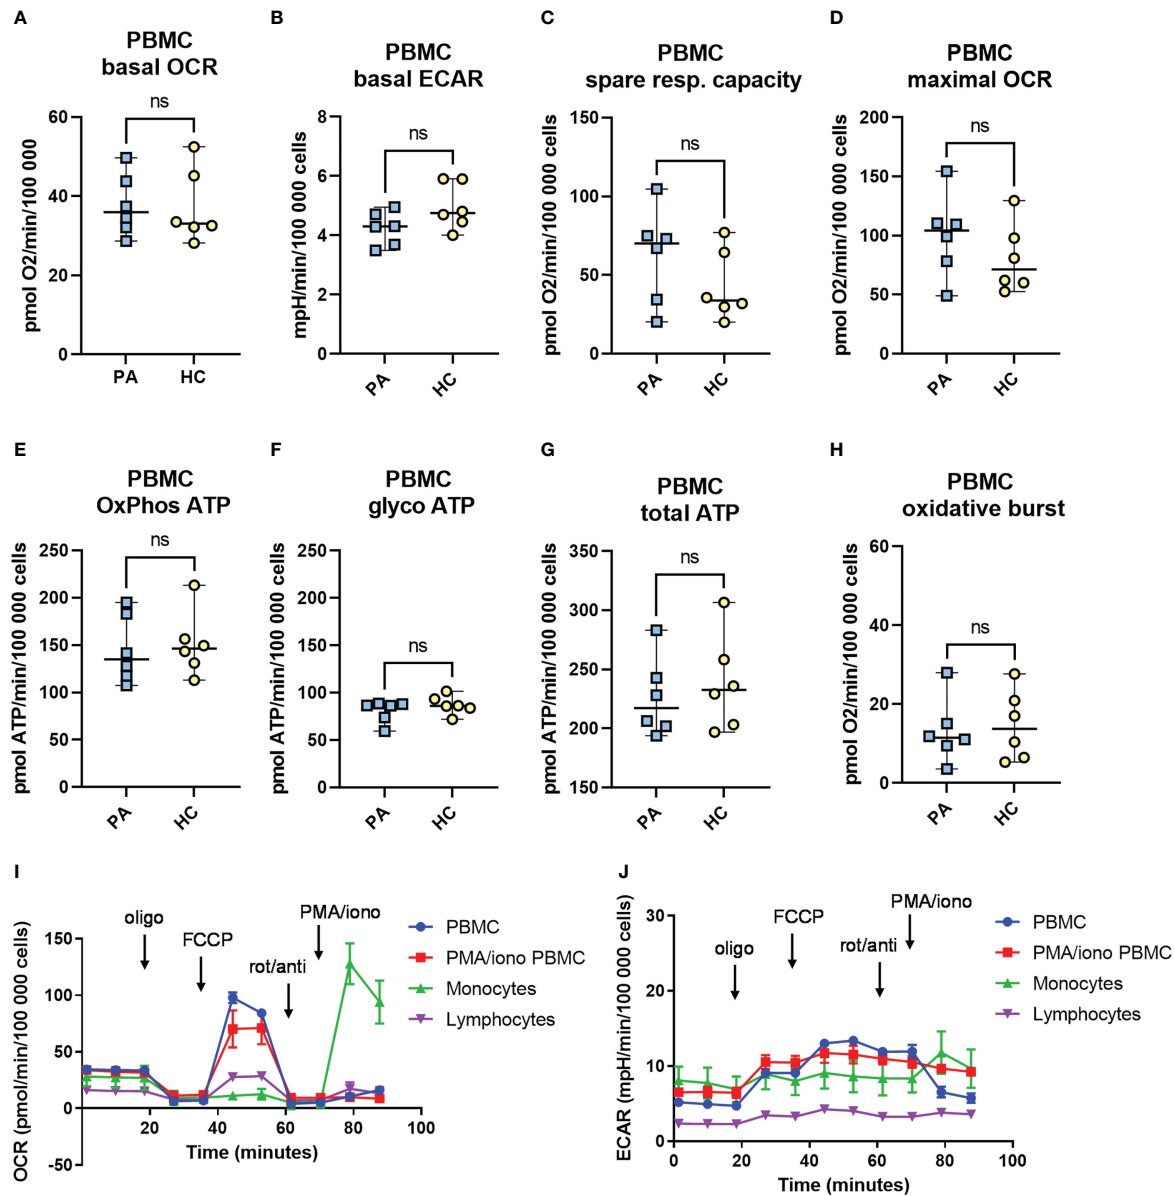 A
PBMC
basal OCR
ns
pmol O2/min/100 000
60
40
20
0
PA
HC
B
PBMC
basal ECAR
ns
mpH/min/100 000 cells
8
6
4
2
0
PA
HC
C
PBMC
spare resp. capacity
ns
pmol O2/min/100 000 cells
150
100
50
0
PA
HC
D
PBMC
maximal OCR
ns
pmol O2/min/100 000 cells
200
150
100
50
0
PA
HC
E
PBMC
OxPhos ATP
ns
pmol ATP/min/100 000 cells
250
200
150
100
50
0
PA
HC
F
PBMC
glyco ATP
ns
pmol ATP/min/100 000 cells
250
200
150
100
50
0
PA
HC
G
PBMC
total ATP
ns
pmol ATP/min/100 000 cells
350
300
250
200
150
PA
HC
H
PBMC
oxidative burst
ns
pmol O2/min/100 000 cells
60
40
20
0
PA
HC
I
OCR (pmol/min/100 000 cells)
150
100
50
0
-50
oligo
FCCP
rot/anti
PMA/iono
PBMC
PMA/iono PBMC
Monocytes
Lymphocytes
20
40
60
80
100
Time (minutes)
J
ECAR (mpH/min/100 000 cells)
30
20
10
0
oligo
FCCP
rot/anti
PMA/iono
PBMC
PMA/iono PBMC
Monocytes
Lymphocytes
0
20
40
60
80
100
Time (minutes)